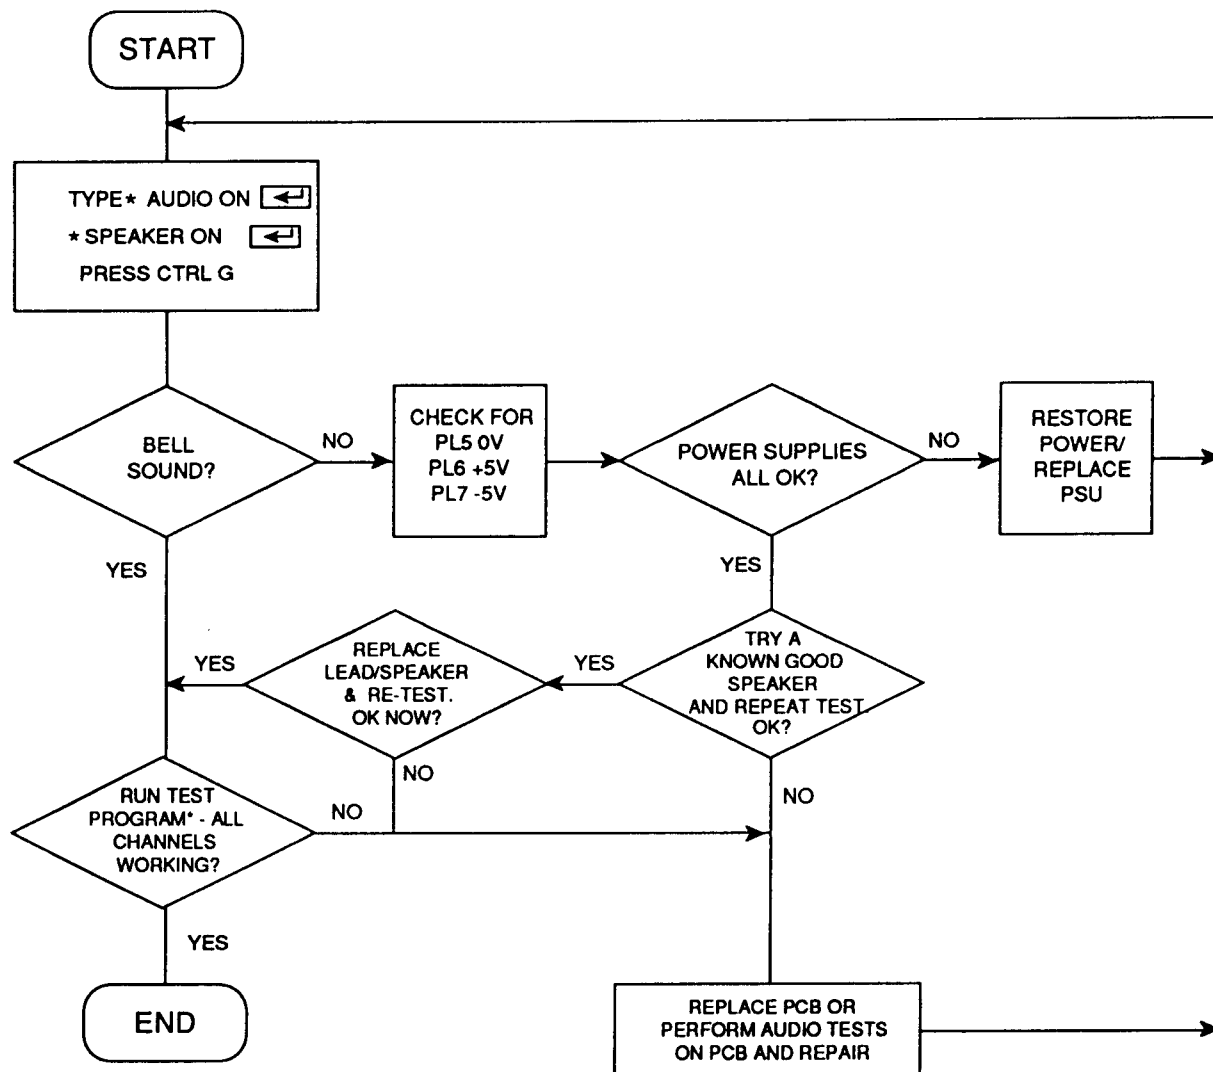 START
TYPE* AUDIO ON
* SPEAKER ON
PRESS CTRL G
BELL
SOUND?
NO
CHECK FOR
PL5 0V
PL6 +5V
PL7 -5V
POWER SUPPLIES
ALL OK?
NO
RESTORE
POWER/
REPLACE
PSU
YES
YES
REPLACE
LEAD/SPEAKER
& RE-TEST.
OK NOW?
YES
YES
TRY A
KNOWN GOOD
SPEAKER
AND REPEAT TEST
OK?
NO
NO
RUN TEST
PROGRAM* - ALL
CHANNELS
WORKING?
NO
YES
END
REPLACE PCB OR
PERFORM AUDIO TESTS
ON PCB AND REPAIR